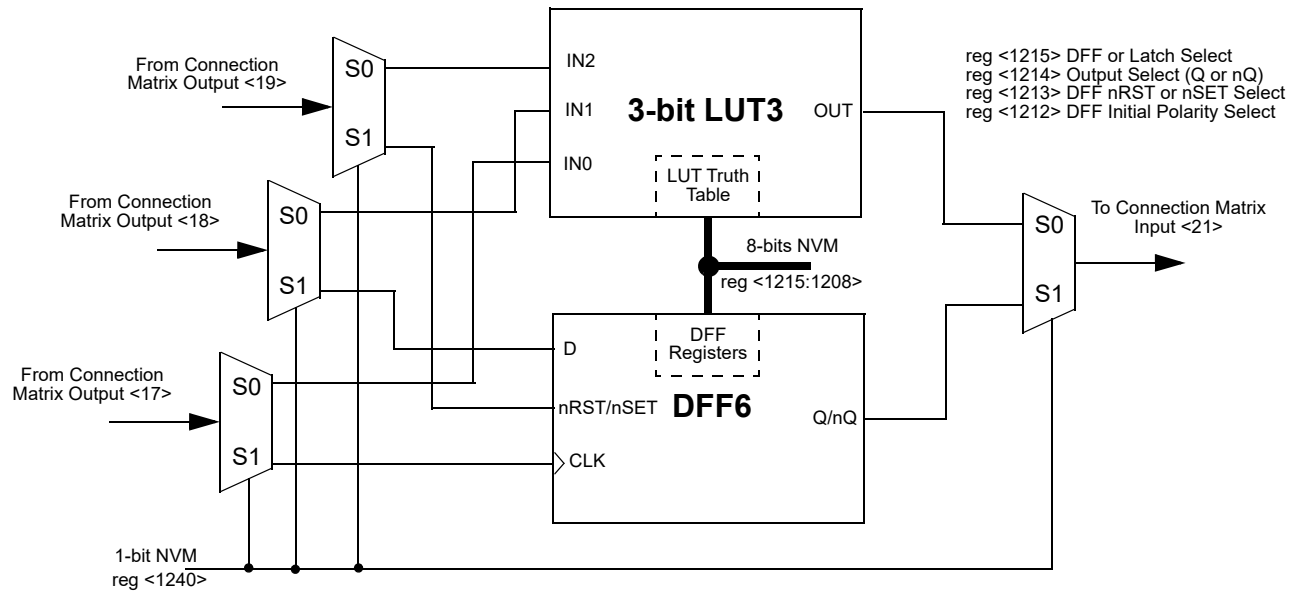 From Connection
Matrix Output <19>
S0
S1
IN2
IN1
IN0
3-bit LUT3
OUT
LUT Truth
Table
reg <1215> DFF or Latch Select
reg <1214> Output Select (Q or nQ)
reg <1213> DFF nRST or nSET Select
reg <1212> DFF Initial Polarity Select
From Connection
Matrix Output <18>
S0
S1
8-bits NVM
reg <1215:1208>
S0
S1
To Connection Matrix
Input <21>
From Connection
Matrix Output <17>
S0
S1
D
nRST/nSET
CLK
DFF
Registers
DFF6
Q/nQ
1-bit NVM
reg <1240>